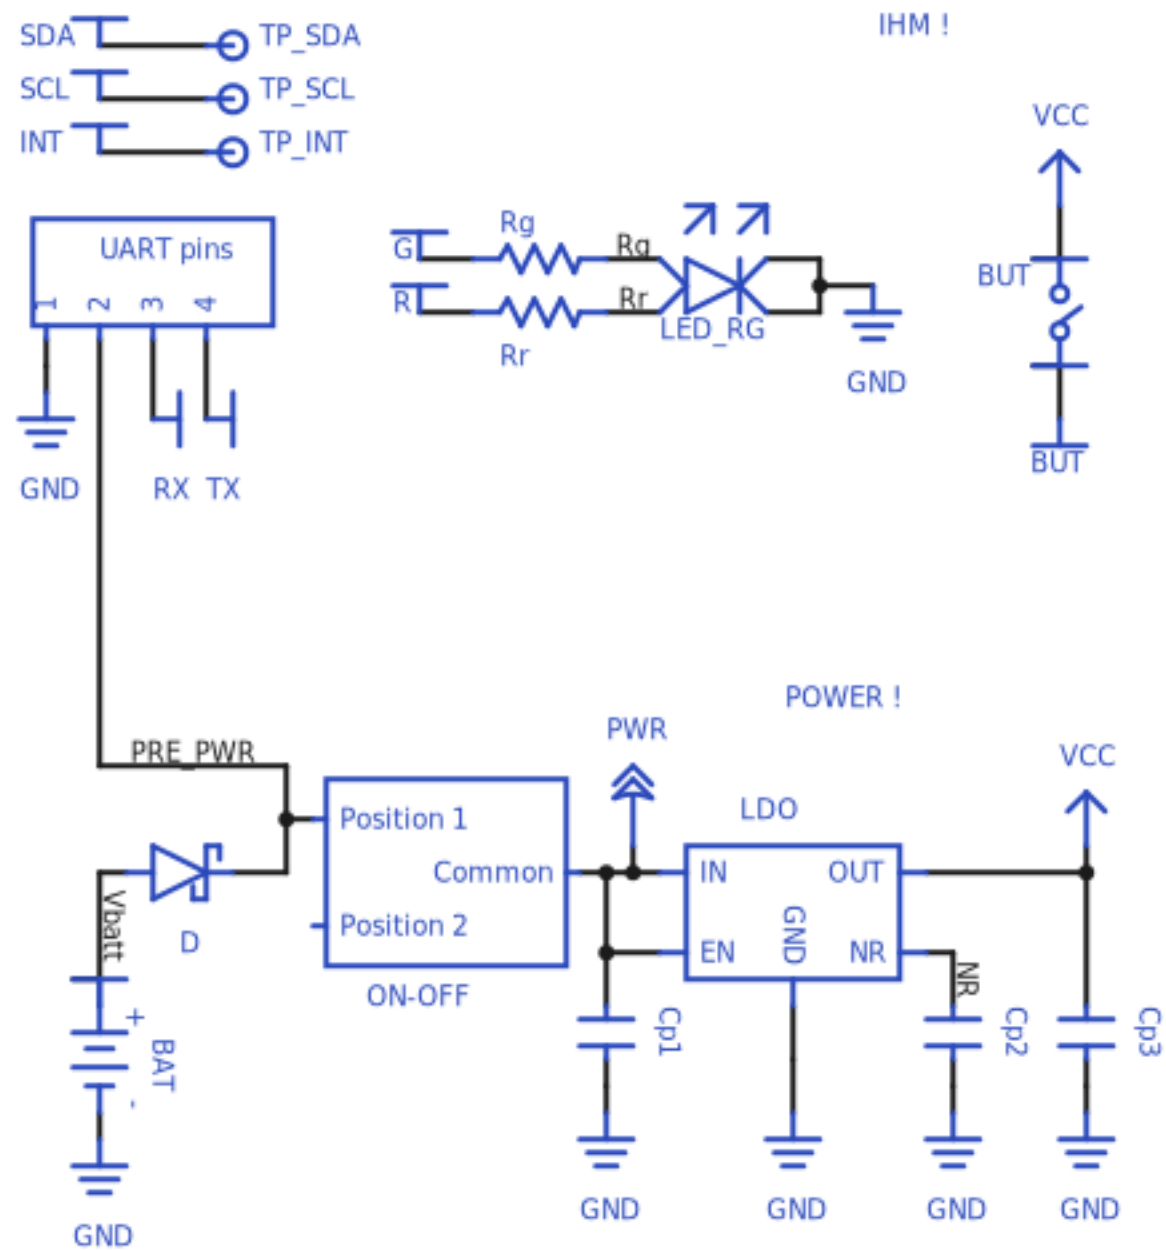 SDA
TP_SDA
IHM !
SCL
TP_SCL
INT
TP_INT
VCC
UART pins
1 2 3 4
Rg
G
Rg
R
Rr
LED_RG
Rr
GND
BUT
BUT
GND
RX TX
POWER !
PWR
VCC
PRE_PWR
LDO
Position 1
Common
Position 2
ON-OFF
IN
OUT
GND
EN
NR
NR
D
Vbatt
+
BAT
-
Cp1
Cp2
Cp3
GND
GND
GND
GND
GND